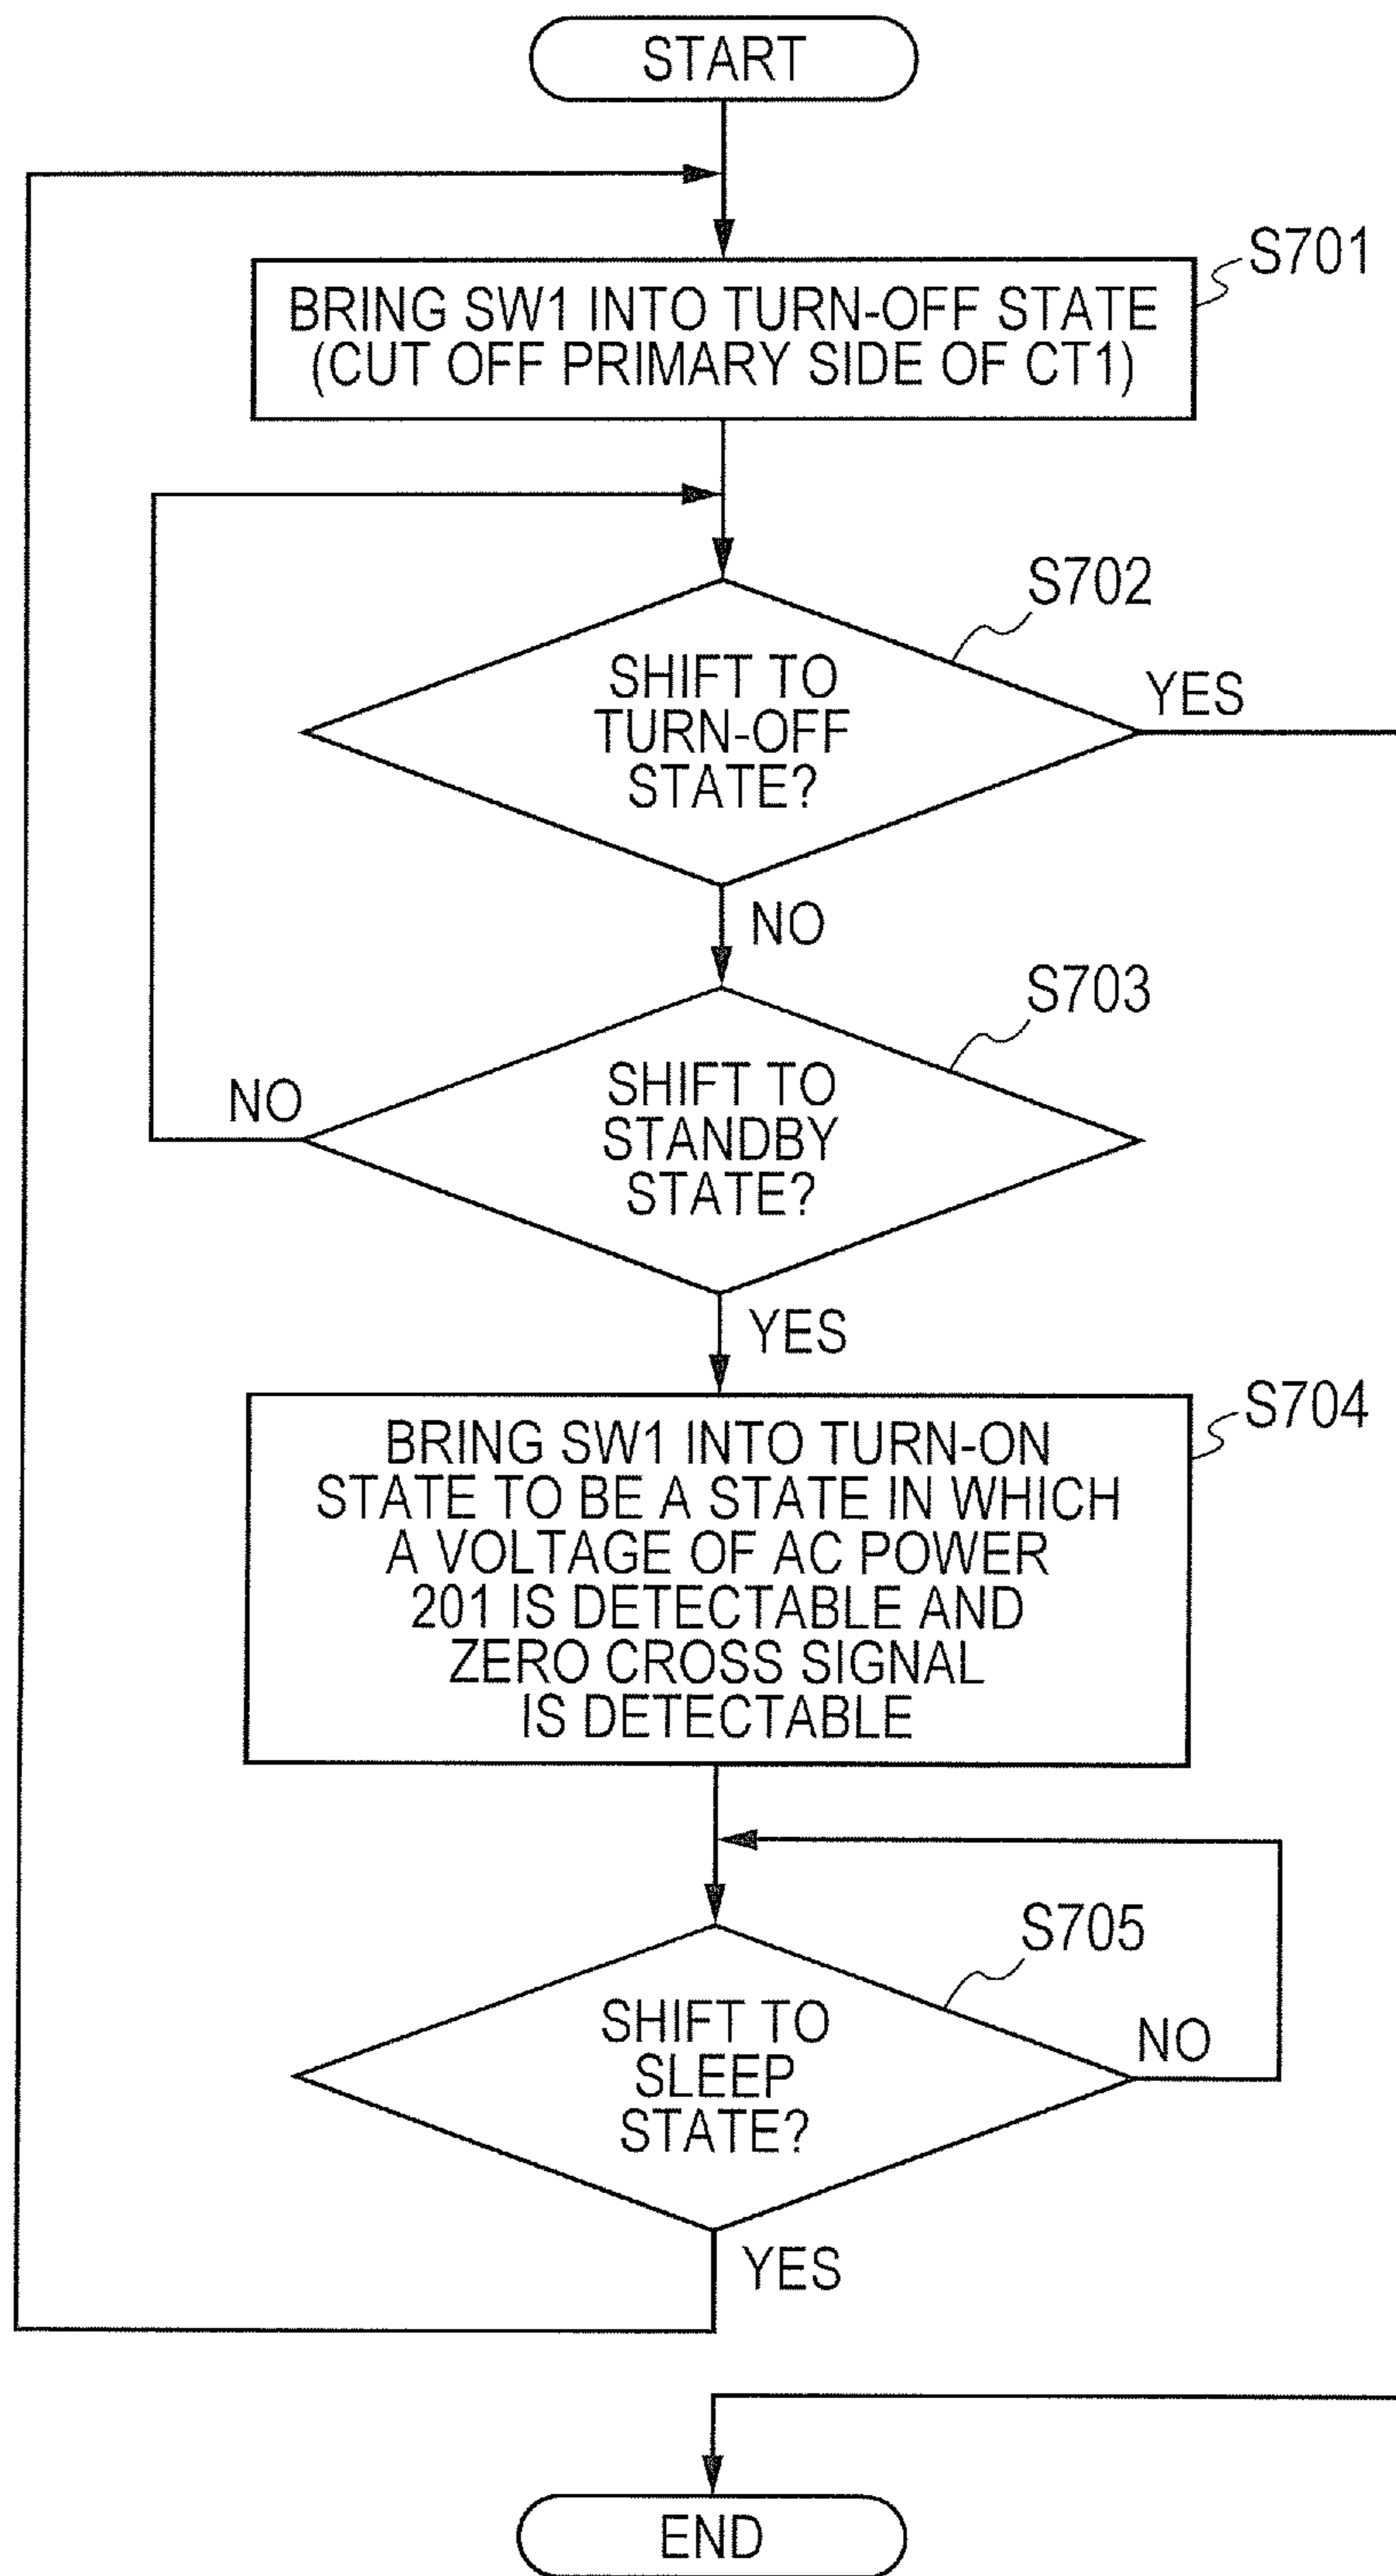 START
S701
BRING SW1 INTO TURN-OFF STATE
(CUT OFF PRIMARY SIDE OF CT1)
S702
SHIFT TO
TURN-OFF
STATE?
YES
NO
S703
SHIFT TO
STANDBY
STATE?
NO
YES
S704
BRING SW1 INTO TURN-ON
STATE TO BE A STATE IN WHICH
A VOLTAGE OF AC POWER
201 IS DETECTABLE AND
ZERO CROSS SIGNAL
IS DETECTABLE
S705
SHIFT TO
SLEEP
STATE?
NO
YES
END